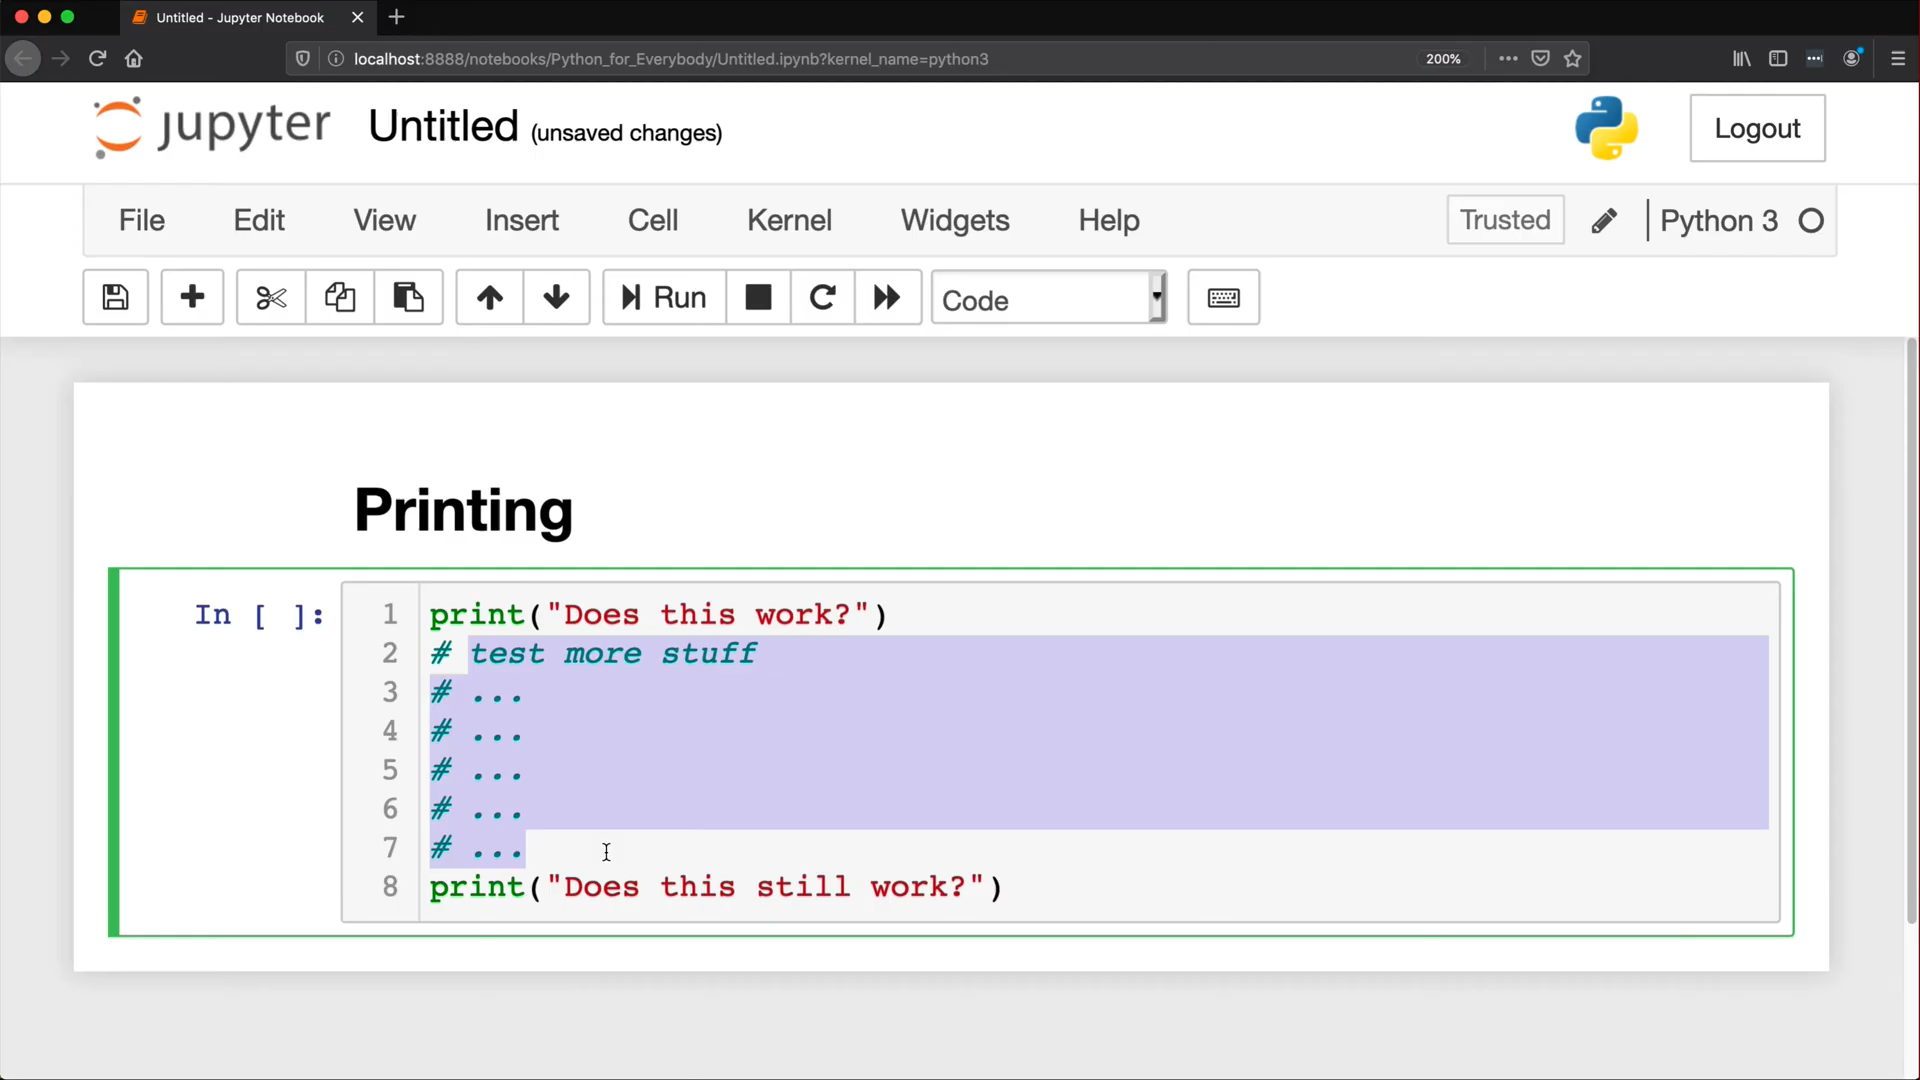 Untitled - Jupyter Notebook
localhost:8888/notebooks/Python_for_Everybody/Untitled.ipynb?kernel_name=python3 200%
jupyter Untitled (unsaved changes) Logout
File Edit View Insert Cell Kernel Widgets Help Trusted Python 3
Run Code
Printing
In [ ]: 1 print("Does this work?")
2 # test more stuff
3 # ...
4 # ...
5 # ...
6 # ...
7 # ...
8 print("Does this still work?")